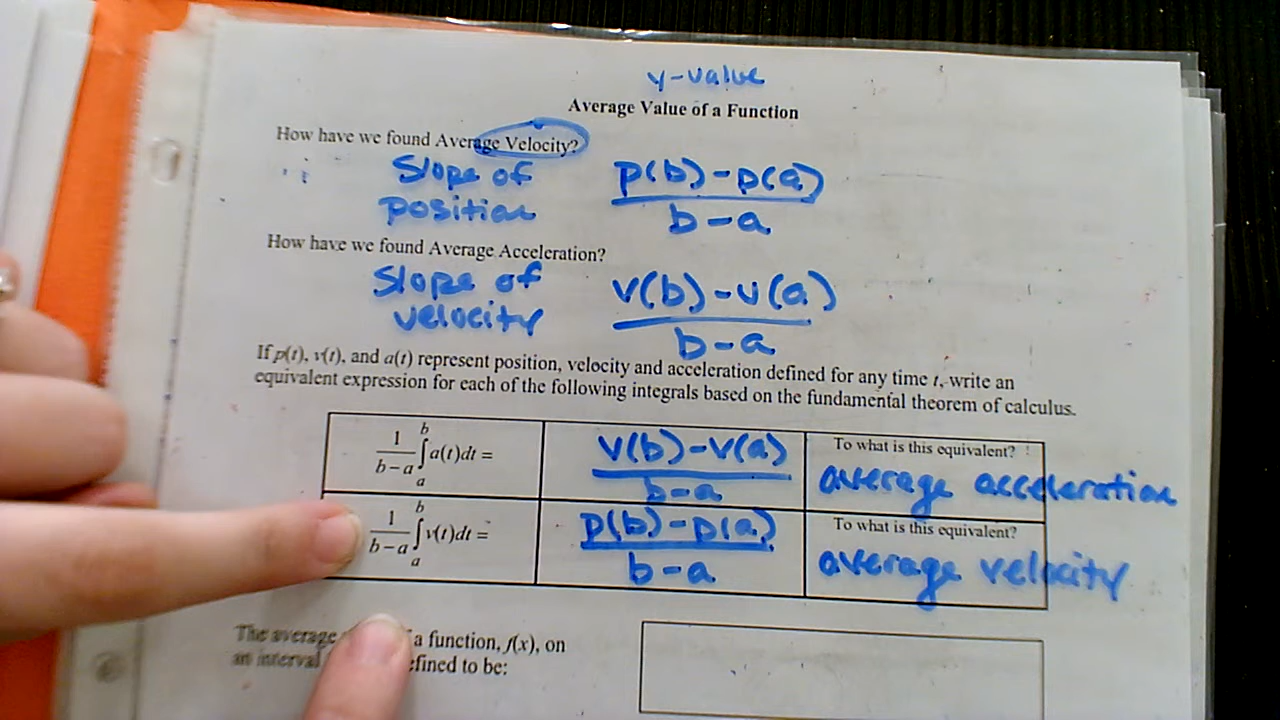 y-value
Average Value of a Function
How have we found Average Velocity?
Slope of position
p(b)-p(a)
b-a
How have we found Average Acceleration?
Slope of velocity
v(b)-v(a)
b-a
If p(t), v(t), and a(t) represent position, velocity and acceleration defined for any time t, write an
equivalent expression for each of the following integrals based on the fundamental theorem of calculus.
1/(b-a) ∫_a^b a(t)dt =
v(b)-v(a)
b-a
To what is this equivalent?
average acceleration
1/(b-a) ∫_a^b v(t)dt =
p(b)-p(a)
b-a
To what is this equivalent?
average velocity
The average a function, f(x), on
an interval efined to be: